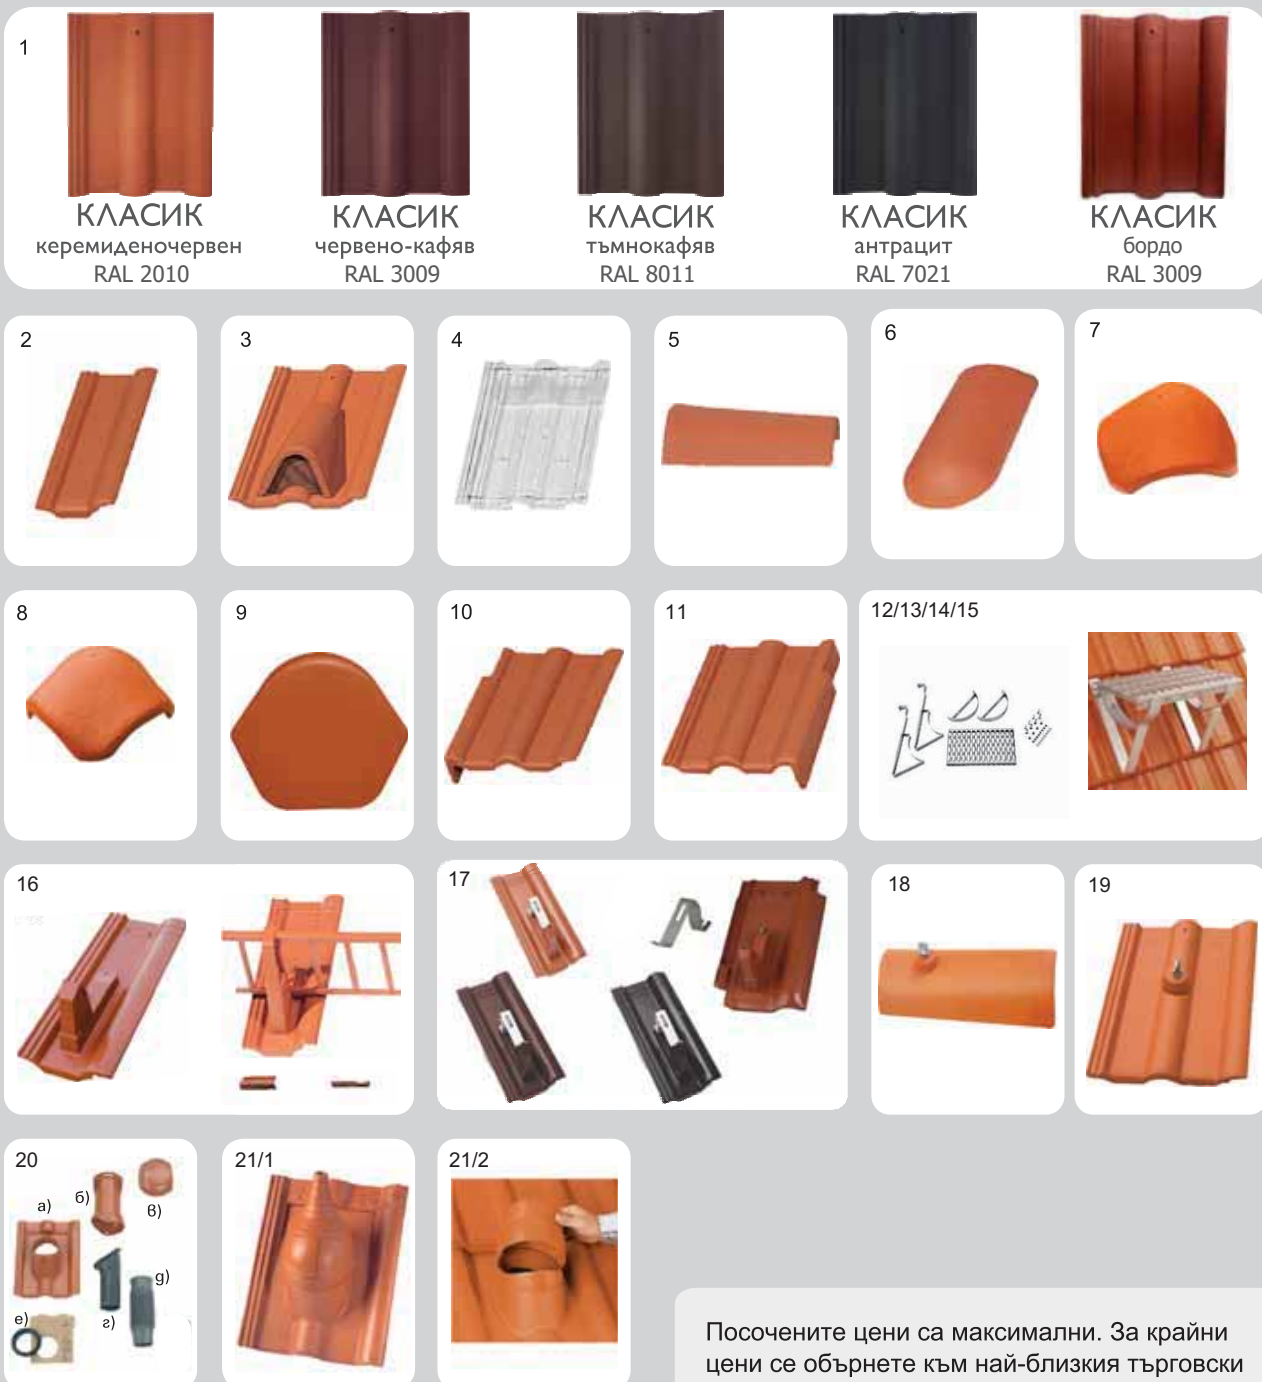 1
КЛАСИК
керемиденочервен
RAL 2010
КЛАСИК
червено-кафяв
RAL 3009
КЛАСИК
тъмнокафяв
RAL 8011
КЛАСИК
антрацит
RAL 7021
КЛАСИК
бордо
RAL 3009
2
3
4
5
6
7
8
9
10
11
12/13/14/15
16
17
18
19
20
а)
б)
в)
г)
д)
е)
21/1
21/2
Посочените цени са максимални. За крайни
цени се обърнете към най-близкия търговски